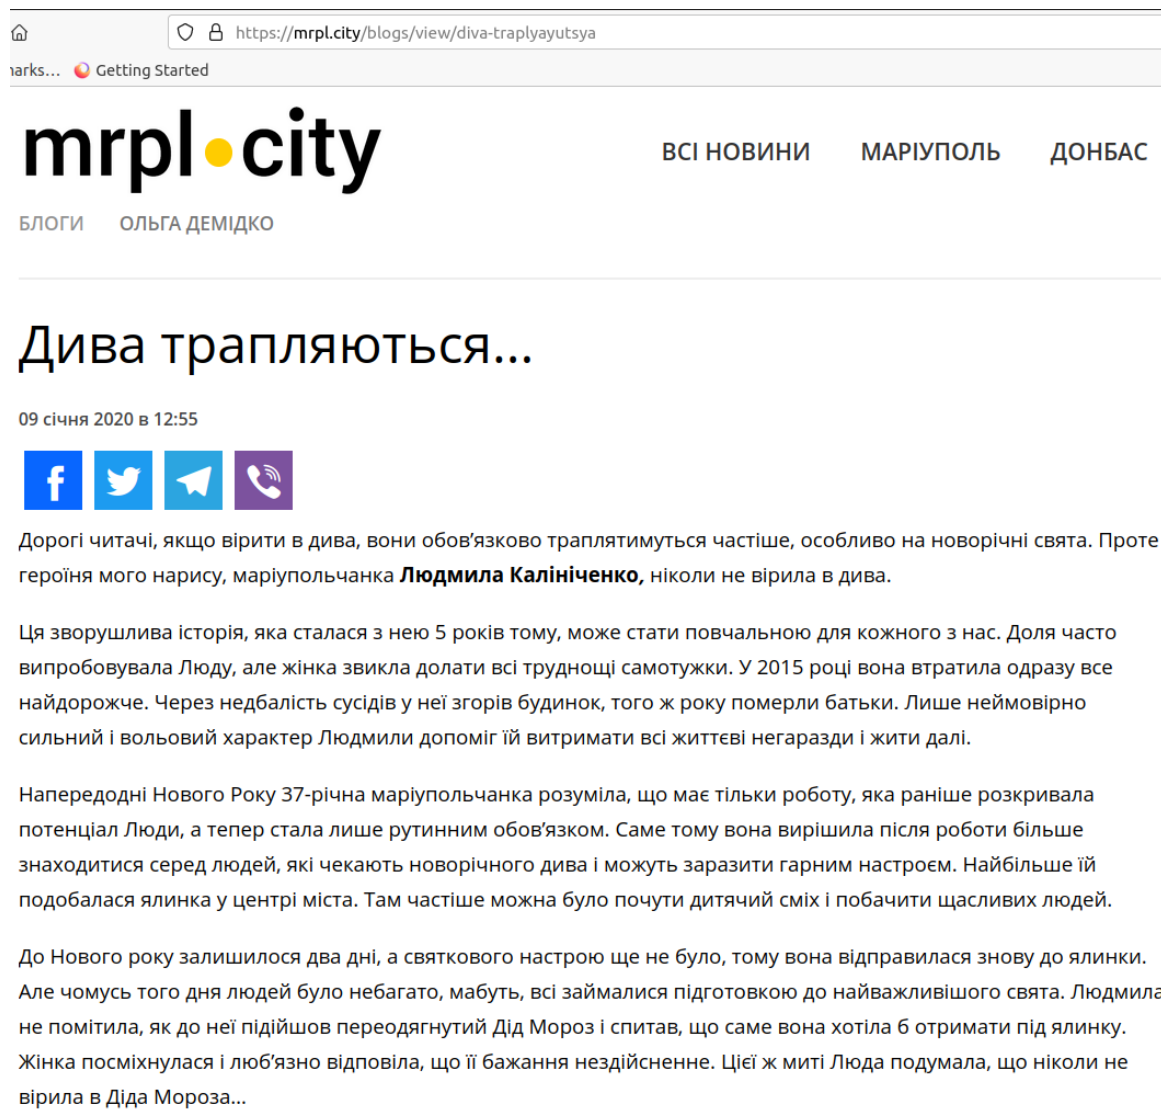 https://mrpl.city/blogs/view/diva-traplyayutsya
arks... Getting Started
mrpl city
ВСІ НОВИНИ МАРІУПОЛЬ ДОНБАС
БЛОГИ ОЛЬГА ДЕМІДКО
Дива трапляються...
09 січня 2020 в 12:55
Дорогі читачі, якщо вірити в дива, вони обов’язково траплятимуться частіше, особливо на новорічні свята. Проте
героїня мого нарису, маріупольчанка Людмила Калініченко, ніколи не вірила в дива.
Ця зворушлива історія, яка сталася з нею 5 років тому, може стати повчальною для кожного з нас. Доля часто
випробовувала Люду, але жінка звикла долати всі труднощі самотужки. У 2015 році вона втратила одразу все
найдорожче. Через недбалість сусідів у неї згорів будинок, того ж року померли батьки. Лише неймовірно
сильний і вольовий характер Людмили допоміг їй витримати всі життєві негаразди і жити далі.
Напередодні Нового Року 37-річна маріупольчанка розуміла, що має тільки роботу, яка раніше розкривала
потенціал Люди, а тепер стала лише рутинним обов’язком. Саме тому вона вирішила після роботи більше
знаходитися серед людей, які чекають новорічного дива і можуть заразити гарним настроєм. Найбільше їй
подобалася ялинка у центрі міста. Там частіше можна було почути дитячий сміх і побачити щасливих людей.
До Нового року залишилося два дні, а святкового настрою ще не було, тому вона відправилася знову до ялинки.
Але чомусь того дня людей було небагато, мабуть, всі займалися підготовкою до найважливішого свята. Людмила
не помітила, як до неї підійшов переодягнутий Дід Мороз і спитав, що саме вона хотіла б отримати під ялинку.
Жінка посміхнулася і люб’язно відповіла, що її бажання нездійсненне. Цієї ж миті Люда подумала, що ніколи не
вірила в Діда Мороза...